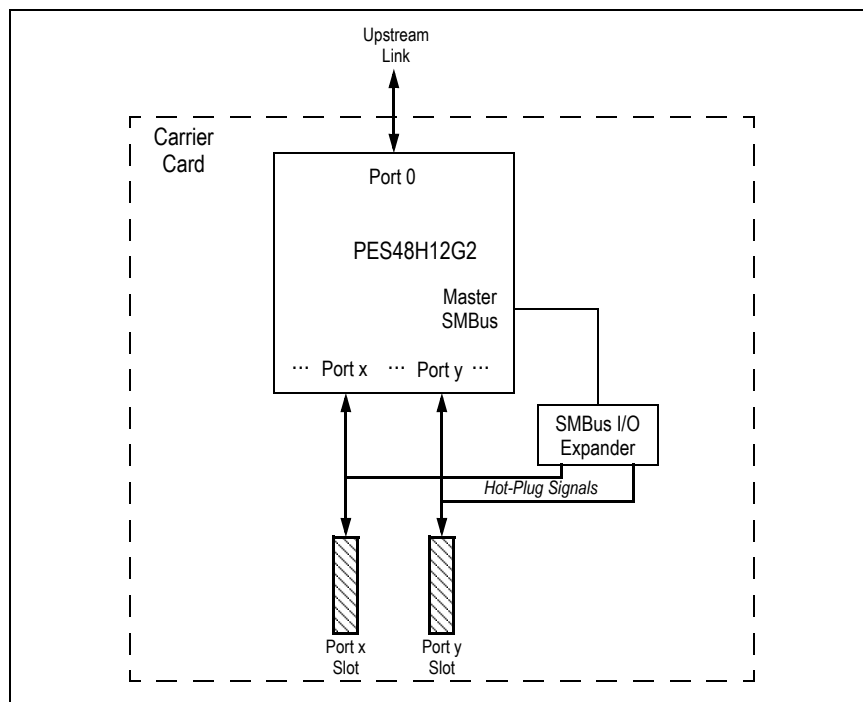 Upstream
Link
Carrier
Card
Port 0
PES48H12G2
Master
SMBus
··· Port x ··· Port y ···
SMBus I/O
Expander
Hot-Plug Signals
Port x
Slot
Port y
Slot